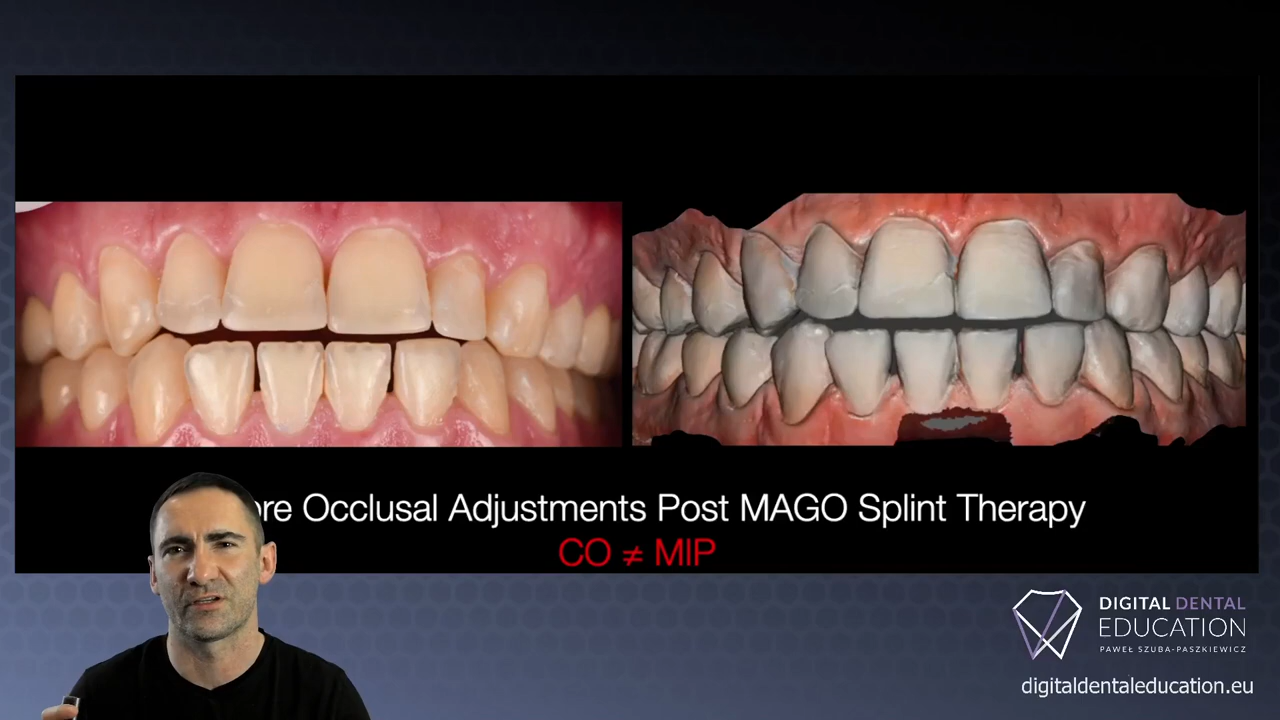 ore Occlusal Adjustments Post MAGO Splint Therapy
CO ≠ MIP
DIGITAL DENTAL
EDUCATION
PAWEŁ SZUBA-PASZKIEWICZ
digitaldentaleducation.eu